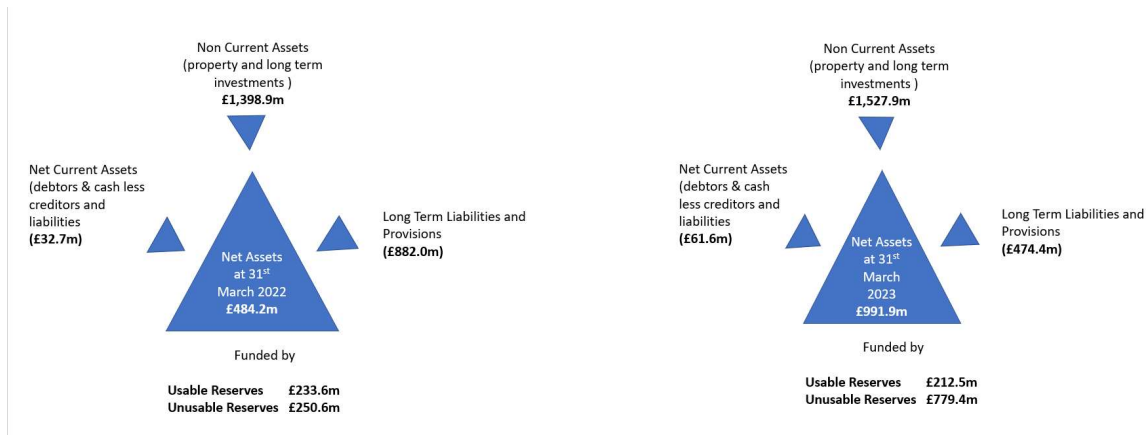 Non Current Assets
(property and long term
investments )
£1,398.9m
Net Current Assets
(debtors & cash less
creditors and
liabilities
(£32.7m)
Long Term Liabilities and
Provisions
(£882.0m)
Net Assets
at 31st
March 2022
£484.2m
Funded by
Usable Reserves £233.6m
Unusable Reserves £250.6m
Non Current Assets
(property and long term
investments )
£1,527.9m
Net Current Assets
(debtors & cash
less creditors and
liabilities
(£61.6m)
Long Term Liabilities and
Provisions
(£474.4m)
Net Assets
at 31st
March
2023
£991.9m
Funded by
Usable Reserves £212.5m
Unusable Reserves £779.4m